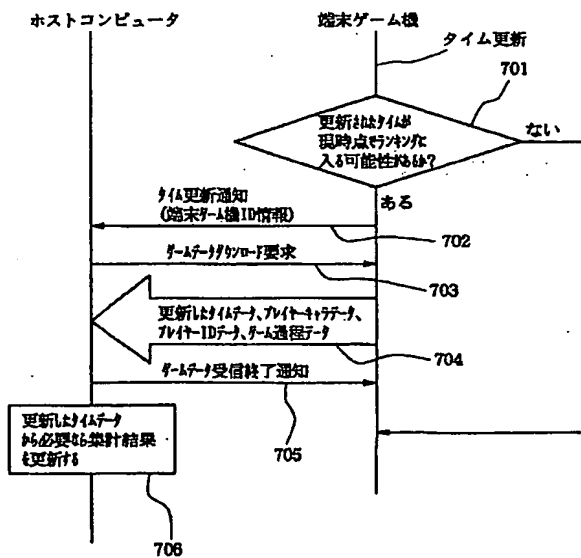 ホストコンピュータ
端末ゲーム機
タイム更新
701
更新されたタイムが
現時点でランキングに
入る可能性があるか?
ない
ある
タイム更新通知
(端末ゲーム機ID情報)
702
ゲームデータダウンロード要求
703
更新したタイムデータ、プレイヤーキャラデータ、
プレイヤーIDデータ、ゲーム過程データ
704
ゲームデータ受信終了通知
705
更新したタイムデータ
から必要なら集計結果
を更新する
706